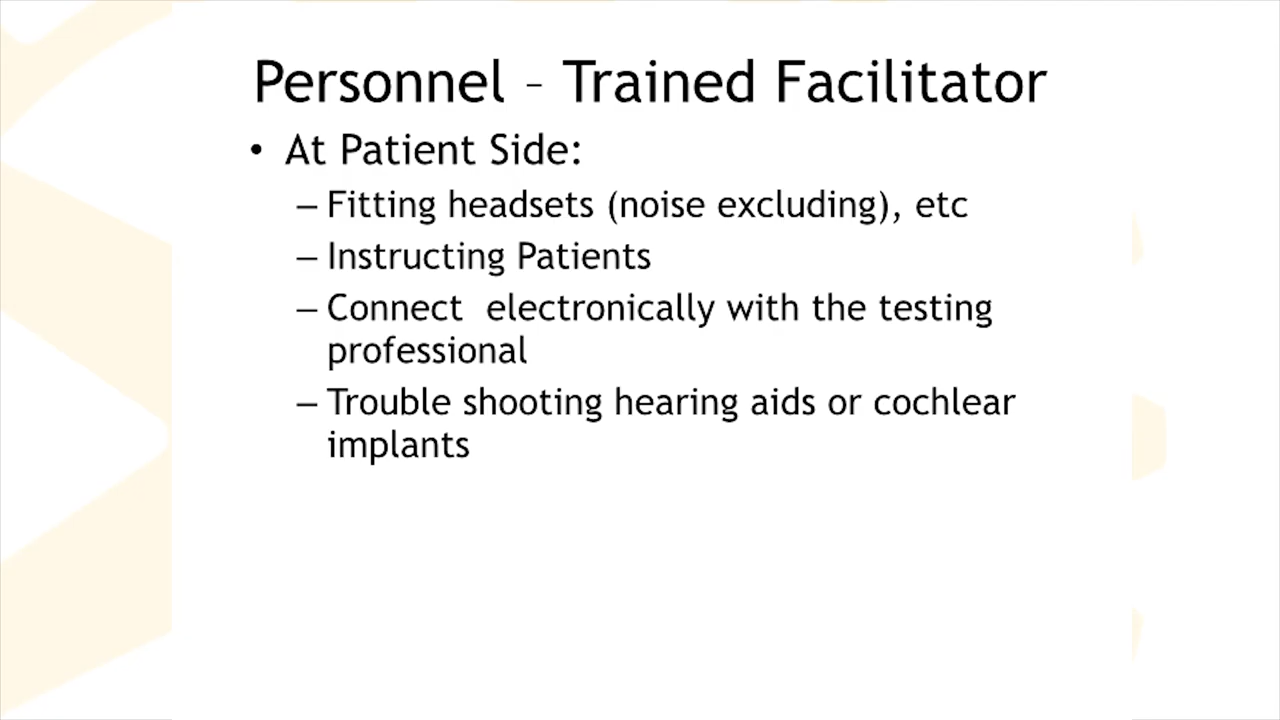 Personnel – Trained Facilitator
• At Patient Side:
– Fitting headsets (noise excluding), etc
– Instructing Patients
– Connect  electronically with the testing
professional
– Trouble shooting hearing aids or cochlear
implants